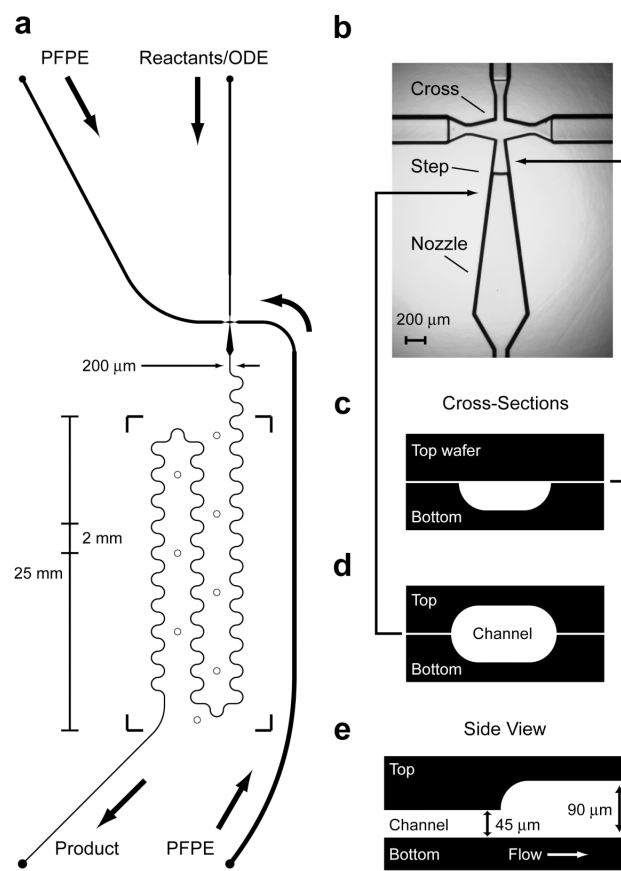 a
PFPE
Reactants/ODE
200 μm
2 mm
25 mm
Product
PFPE
b
Cross
Step
Nozzle
200 μm
c
Cross-Sections
Top wafer
Bottom
d
Top
Channel
Bottom
e
Side View
Top
Channel
45 μm
90 μm
Bottom
Flow